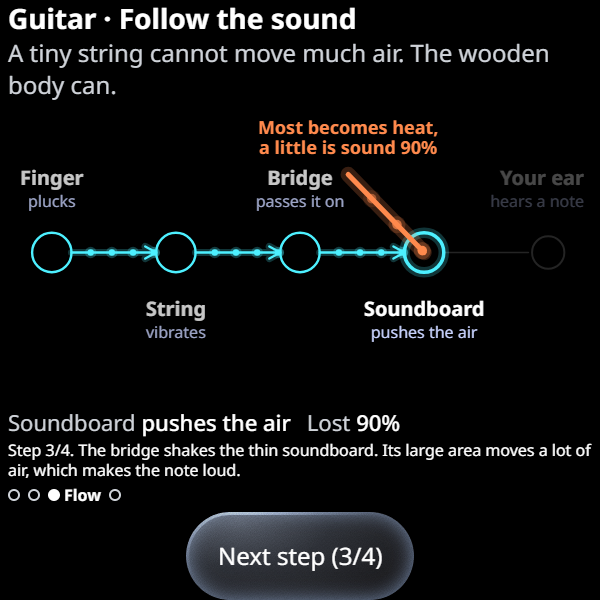 Guitar · Follow the sound
A tiny string cannot move much air. The wooden
body can.
Most becomes heat,
a little is sound 90%
Finger
plucks
Bridge
passes it on
Your ear
hears a note
String
vibrates
Soundboard
pushes the air
Soundboard pushes the air Lost 90%
Step 3/4. The bridge shakes the thin soundboard. Its large area moves a lot of
air, which makes the note loud.
Flow
Next step (3/4)